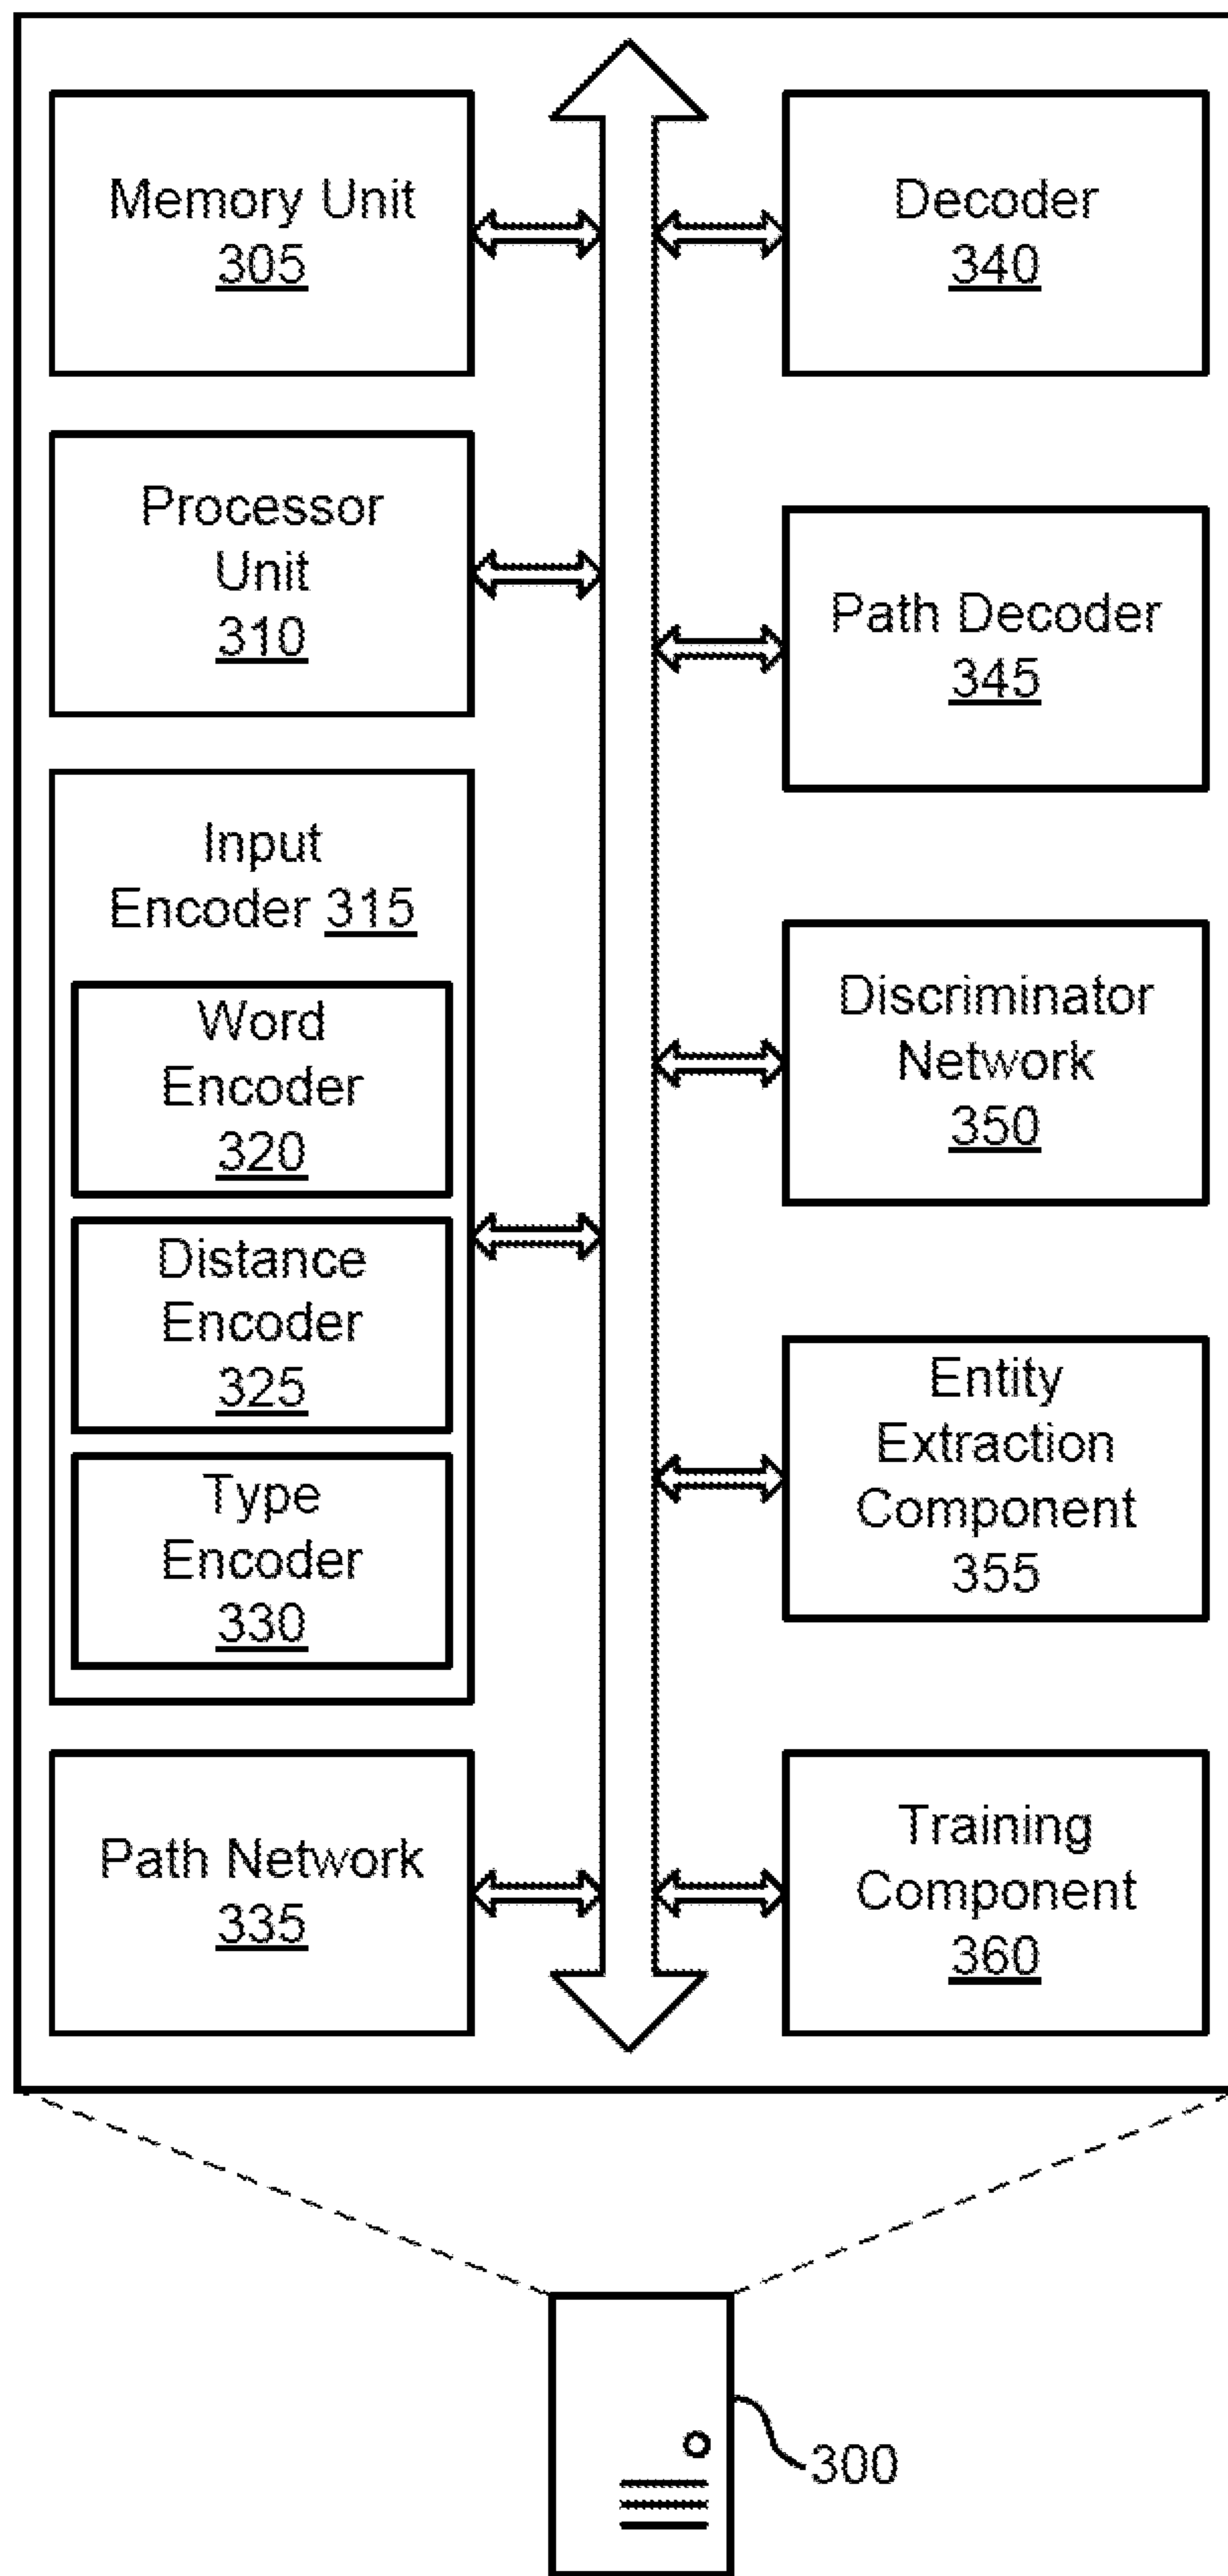 Memory Unit
305
Processor
Unit
310
Input
Encoder 315
Word
Encoder
320
Distance
Encoder
325
Type
Encoder
330
Path Network
335
Decoder
340
Path Decoder
345
Discriminator
Network
350
Entity
Extraction
Component
355
Training
Component
360
300